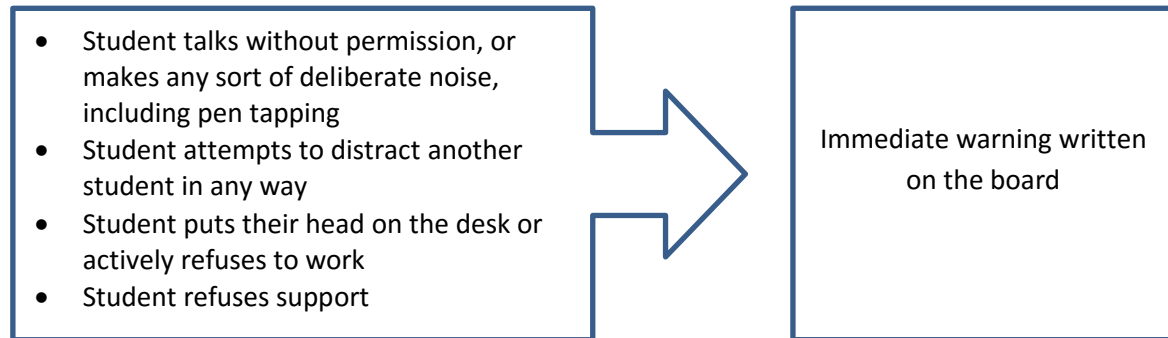 • Student talks without permission, or
makes any sort of deliberate noise,
including pen tapping
• Student attempts to distract another
student in any way
• Student puts their head on the desk or
actively refuses to work
• Student refuses support
Immediate warning written
on the board